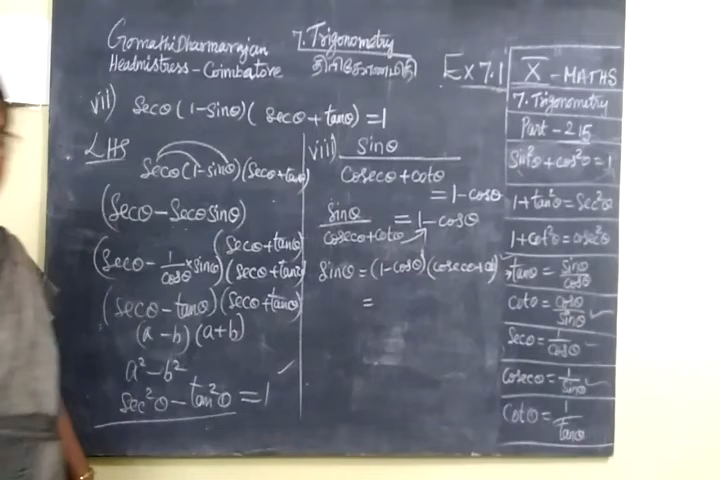 Gomathi Dharmarajan
Headmistress - Coimbatore
7. Trigonometry
திரிகோணமிதி
Ex 7.1
vii) Secθ (1-sinθ)( secθ + tanθ) = 1
LHS
Secθ(1-sinθ)(Secθ+tanθ)
(Secθ - Secθ sinθ)
(Secθ+tanθ)
(Secθ - 1/cosθ × sinθ)(secθ+tanθ)
(secθ - tanθ)(secθ+tanθ)
(a - b)(a+b)
a² - b²
sec²θ - tan²θ = 1
viii) sinθ / cosecθ + cotθ
= 1 - cosθ
sinθ / cosecθ + cotθ = 1 - cosθ
sinθ = (1-cosθ)(cosecθ+
=
X - MATHS
7. Trigonometry
Part - 215
Sin²θ + cos²θ = 1
1 + tan²θ = Sec²θ
1 + cot²θ = cosec²θ
tanθ = sinθ/cosθ
cotθ = cosθ/sinθ
Secθ = 1/cosθ
Cosecθ = 1/sinθ
Cotθ = 1/tanθ